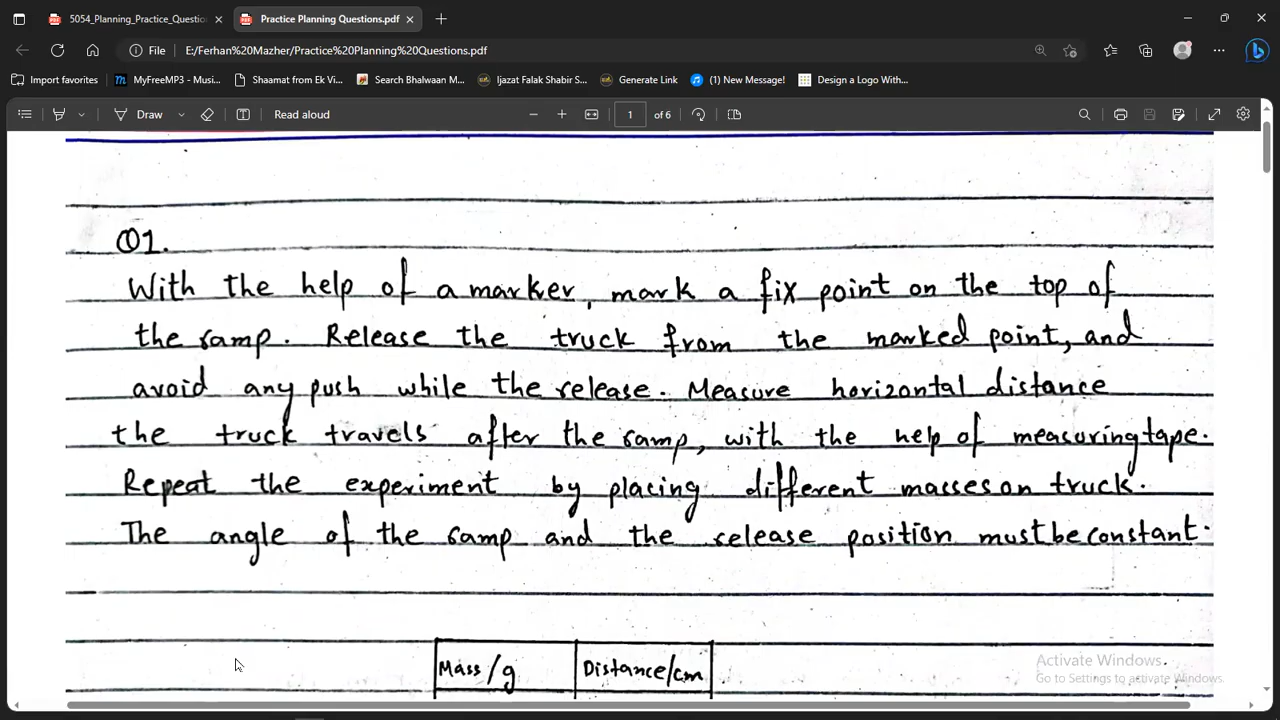 5054_Planning_Practice_Questio
Practice Planning Questions.pdf
File
E:/Ferhan%20Mazher/Practice%20Planning%20Questions.pdf
Import favorites
MyFreeMP3 - Musi...
Shaamat from Ek Vi...
Search Bhalwaan M...
Ijazat Falak Shabir S...
Generate Link
(1) New Message!
Design a Logo With...
Draw
Read aloud
1 of 6
Q1.
With the help of a marker, mark a fix point on the top of
the ramp. Release the truck from the marked point, and
avoid any push while the release. Measure horizontal distance
the truck travels after the ramp, with the help of measuring tape.
Repeat the experiment by placing different masses on truck.
The angle of the ramp and the release position must be constant.
Mass/g Distance/cm
Activate Windows
Go to Settings to activate Windows.